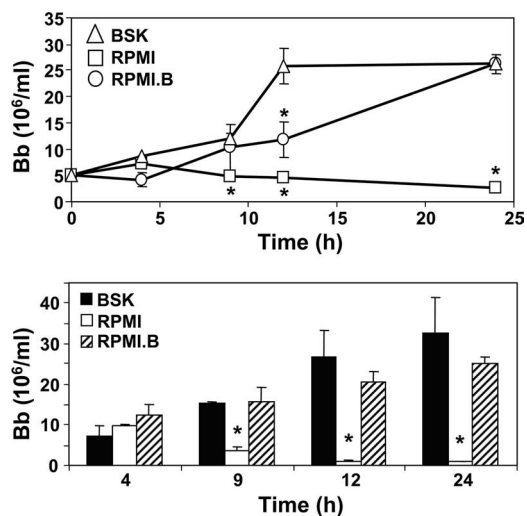 35
30
25
20
15
10
5
0
Bb (10⁶/ml)
BSK
RPMI
RPMI.B
*
*
*
*
0 5 10 15 20 25
Time (h)
40
30
20
10
0
Bb (10⁶/ml)
BSK
RPMI
RPMI.B
* * *
4 9 12 24
Time (h)